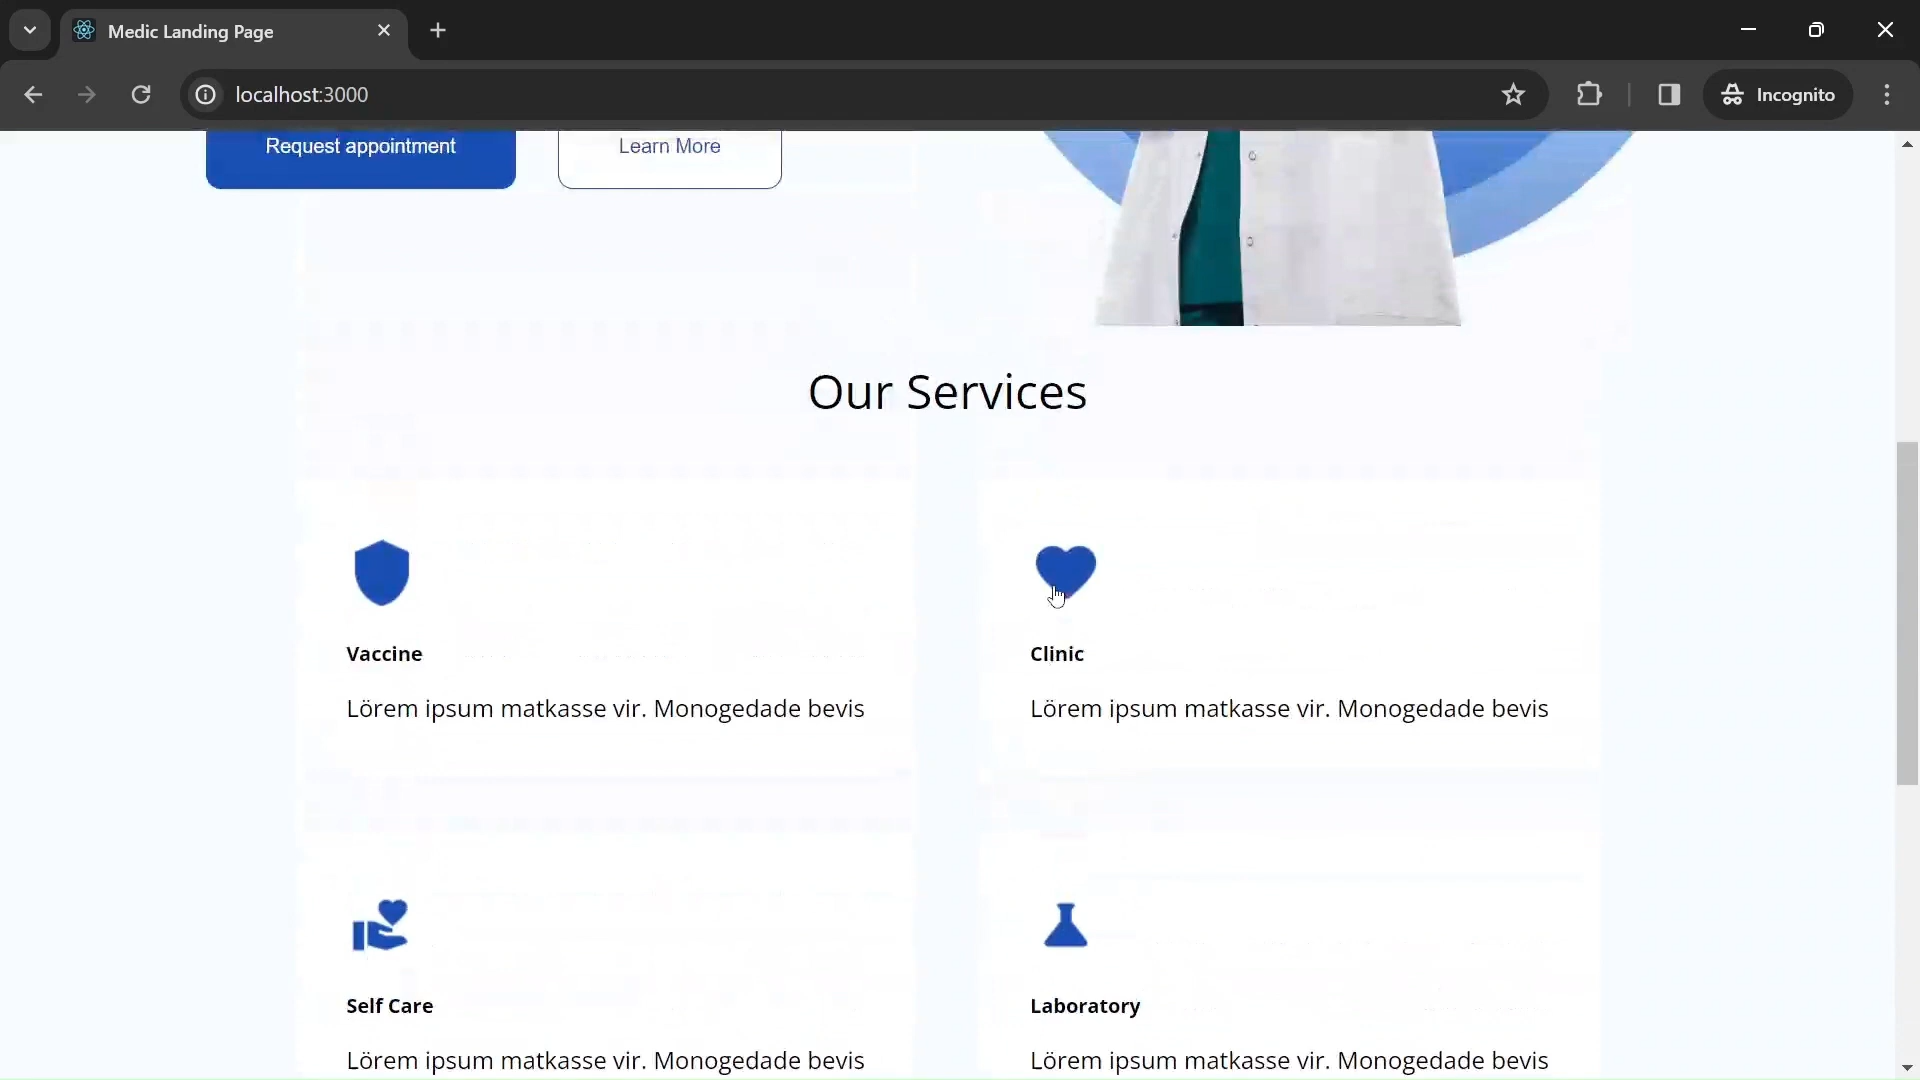 Medic Landing Page
localhost:3000
Incognito
Request appointment
Learn More
Our Services
Vaccine
Lörem ipsum matkasse vir. Monogedade bevis
Clinic
Lörem ipsum matkasse vir. Monogedade bevis
Self Care
Lörem ipsum matkasse vir. Monogedade bevis
Laboratory
Lörem ipsum matkasse vir. Monogedade bevis